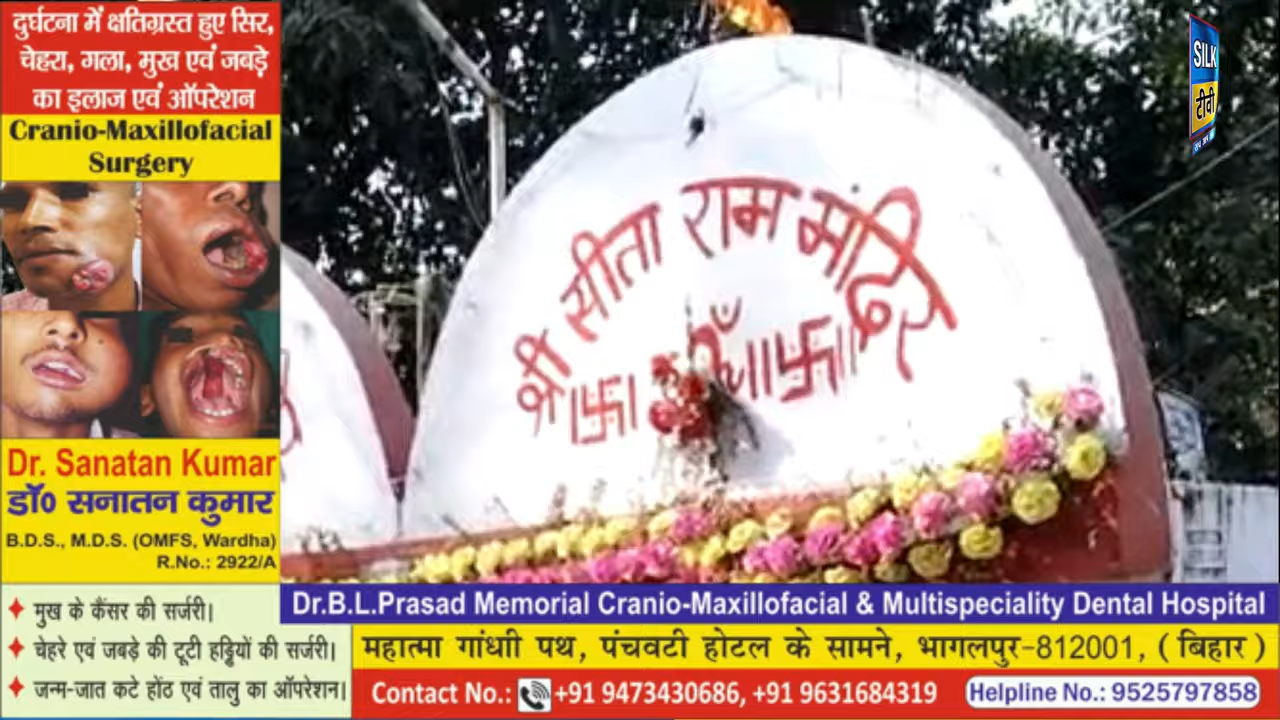 दुर्घटना में क्षतिग्रस्त हुए सिर,
चेहरा, गला, मुख एवं जबड़े
का इलाज एवं ऑपरेशन
Cranio-Maxillofacial
Surgery
Dr. Sanatan Kumar
डॉ० सनातन कुमार
B.D.S., M.D.S. (OMFS, Wardha)
R.No.: 2922/A
मुख के कैंसर की सर्जरी।
चेहरे एवं जबड़े की टूटी हड्डियों की सर्जरी।
जन्म-जात कटे होंठ एवं तालु का ऑपरेशन।
SILK
टीवी
श्री सीता राम मंदिर
Dr.B.L.Prasad Memorial Cranio-Maxillofacial & Multispeciality Dental Hospital
महात्मा गांधाी पथ, पंचवटी होटल के सामने, भागलपुर-812001, ( बिहार )
Contact No.: +91 9473430686, +91 9631684319
Helpline No.: 9525797858